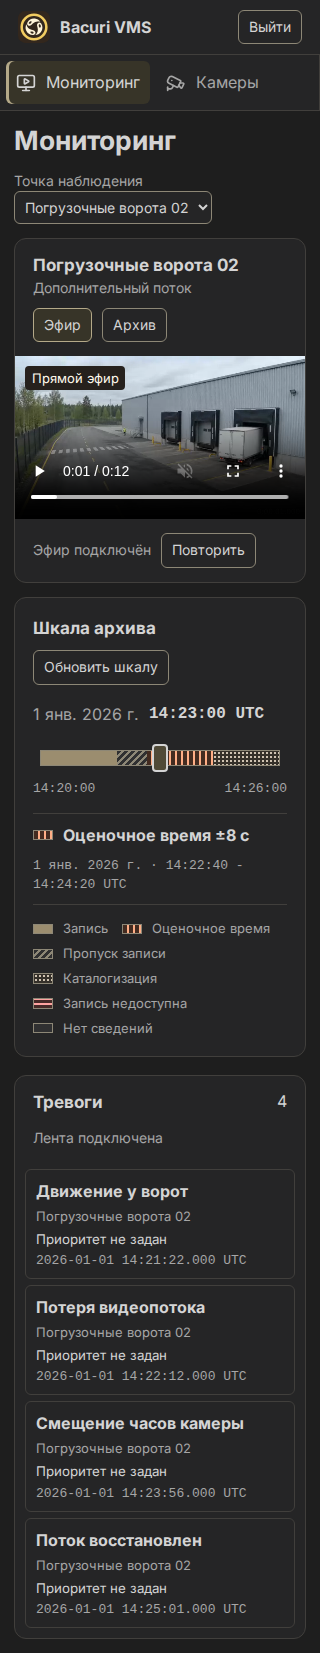 Bacuri VMS
Выйти
Мониторинг
Камеры
Мониторинг
Точка наблюдения
Погрузочные ворота 02
Погрузочные ворота 02
Дополнительный поток
Эфир
Архив
Прямой эфир
0:01 / 0:12
Эфир подключён
Повторить
Шкала архива
Обновить шкалу
1 янв. 2026 г. 14:23:00 UTC
14:20:00
14:26:00
Оценочное время ±8 с
1 янв. 2026 г. · 14:22:40 -
14:24:20 UTC
Запись
Оценочное время
Пропуск записи
Каталогизация
Запись недоступна
Нет сведений
Тревоги
4
Лента подключена
Движение у ворот
Погрузочные ворота 02
Приоритет не задан
2026-01-01 14:21:22.000 UTC
Потеря видеопотока
Погрузочные ворота 02
Приоритет не задан
2026-01-01 14:22:12.000 UTC
Смещение часов камеры
Погрузочные ворота 02
Приоритет не задан
2026-01-01 14:23:56.000 UTC
Поток восстановлен
Погрузочные ворота 02
Приоритет не задан
2026-01-01 14:25:01.000 UTC